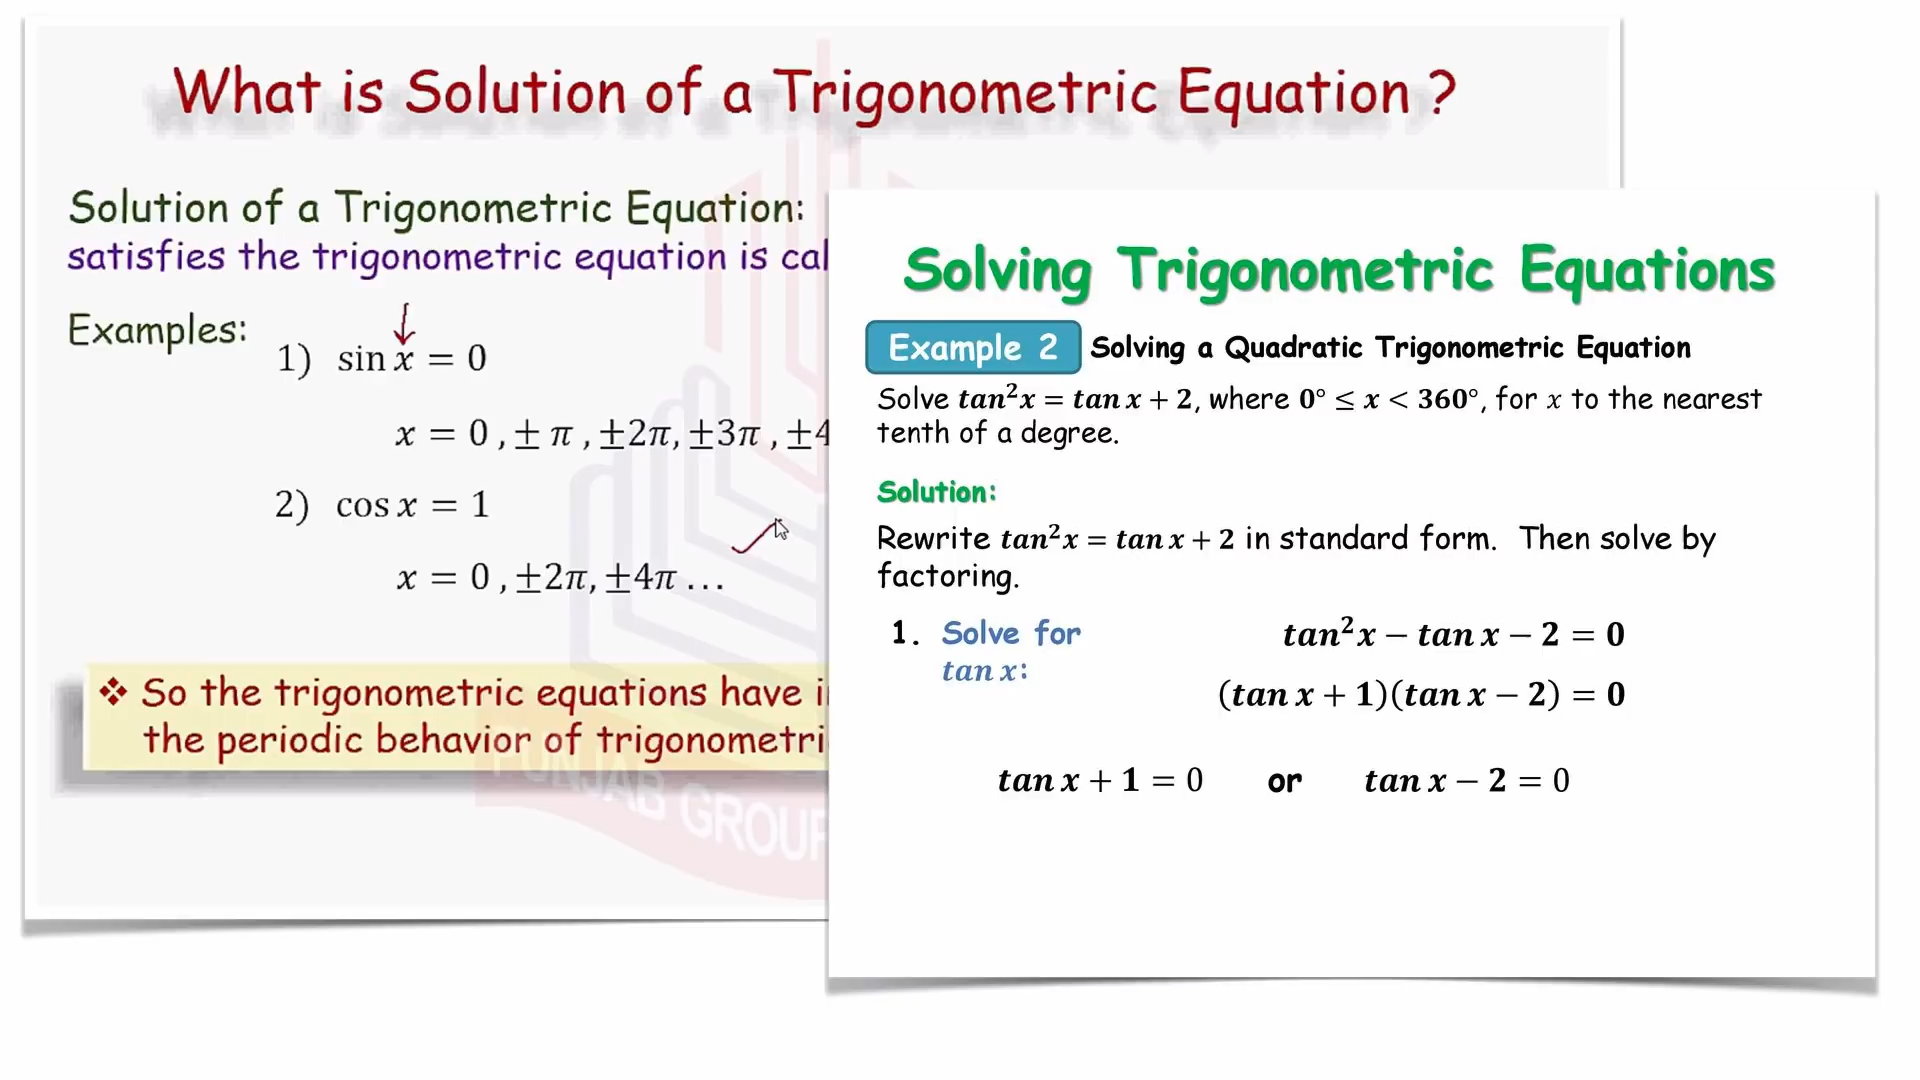 What is Solution of a Trigonometric Equation ?
Solution of a Trigonometric Equation:
satisfies the trigonometric equation is cal
Examples:
1) sin x = 0
x = 0 , ± π , ±2π, ±3π , ±4
2) cos x = 1
x = 0 , ±2π, ±4π …
❖ So the trigonometric equations have i
the periodic behavior of trigonometri
PUNJAB GROUP
Solving Trigonometric Equations
Example 2 Solving a Quadratic Trigonometric Equation
Solve tan²x = tan x + 2, where 0° ≤ x < 360°, for x to the nearest
tenth of a degree.
Solution:
Rewrite tan²x = tan x + 2 in standard form. Then solve by
factoring.
1. Solve for tan²x − tan x − 2 = 0
tan x:
(tan x + 1)(tan x − 2) = 0
tan x + 1 = 0 or tan x − 2 = 0